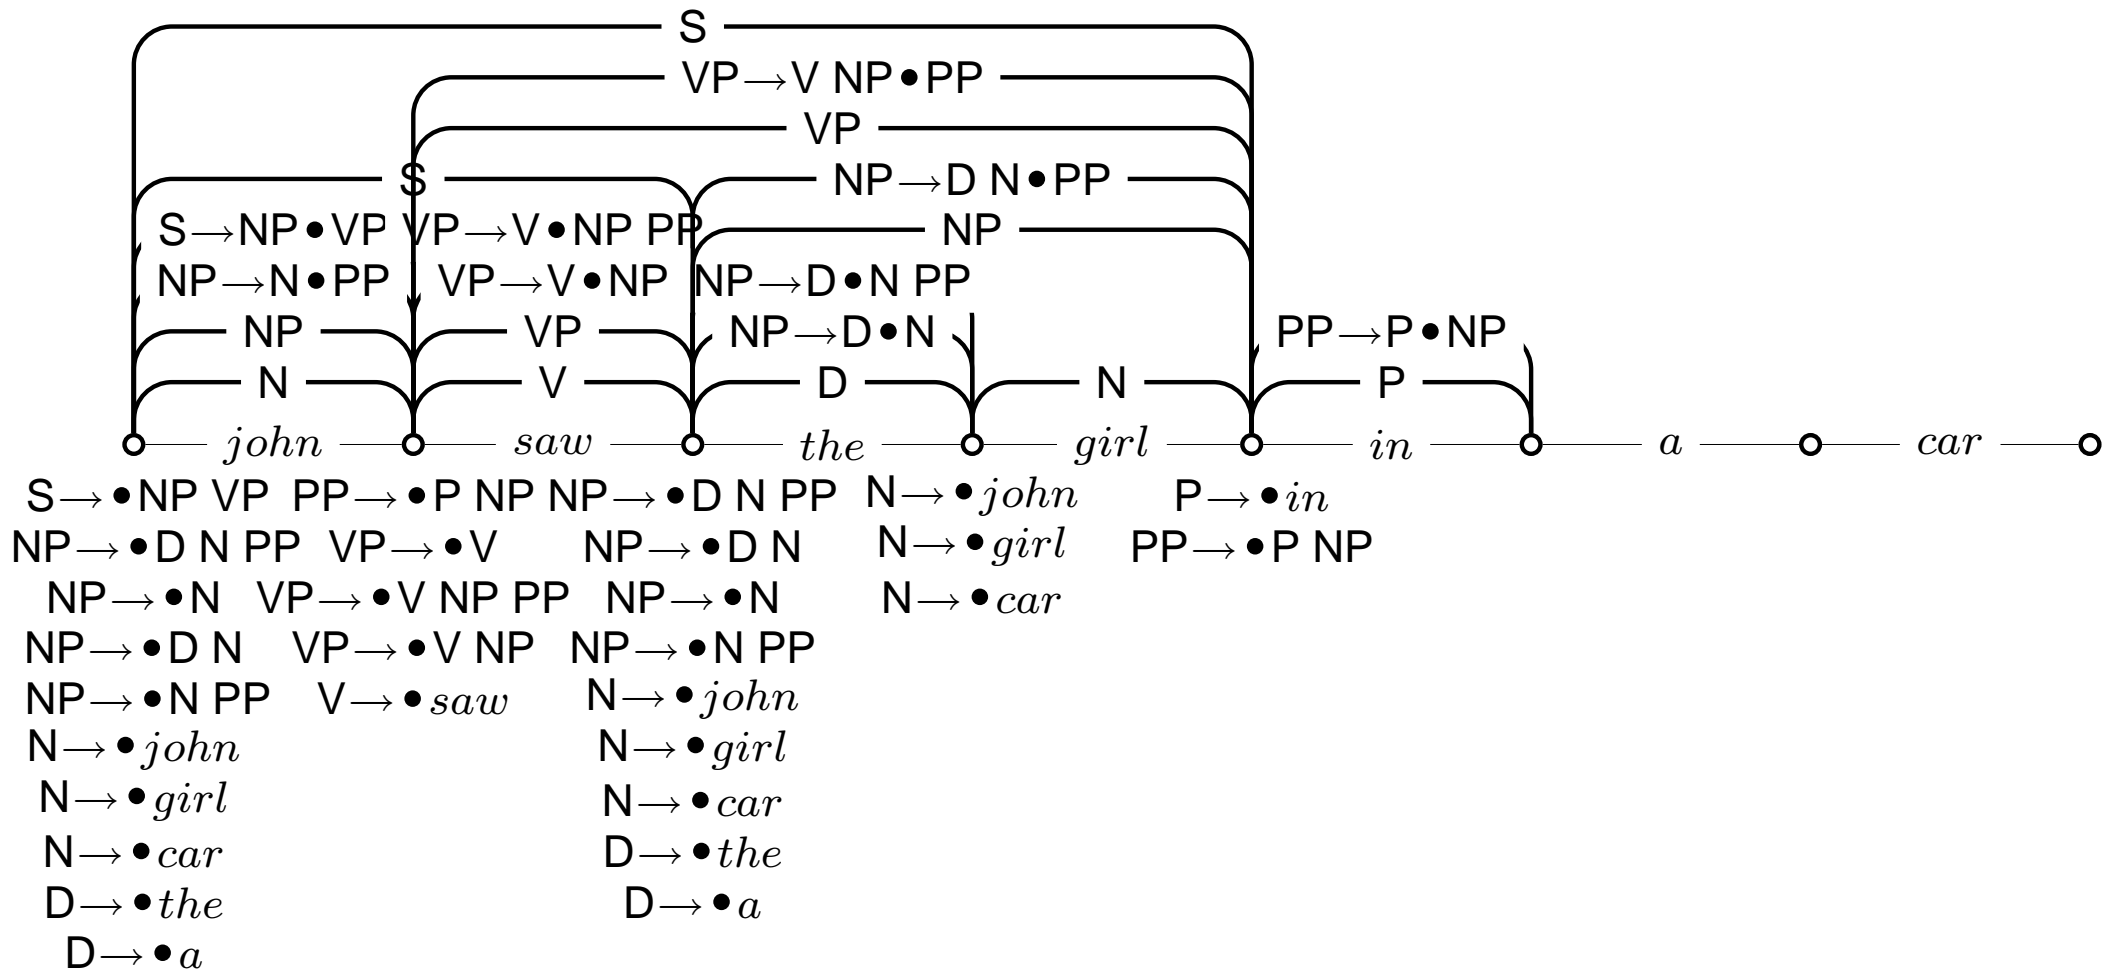 S
VP→V NP•PP
VP
S NP→D N•PP
S→NP•VP VP→V•NP PP NP
NP→N•PP VP→V•NP NP→D•N PP
NP VP NP→D•N PP→P•NP
N V D N P
john saw the girl in a car
S→•NP VP PP→•P NP NP→•D N PP N→•john P→•in
NP→•D N PP VP→•V NP→•D N N→•girl PP→•P NP
NP→•N VP→•V NP PP NP→•N N→•car
NP→•D N VP→•V NP NP→•N PP
NP→•N PP V→•saw N→•john
N→•john N→•girl
N→•girl N→•car
N→•car D→•the
D→•the D→•a
D→•a